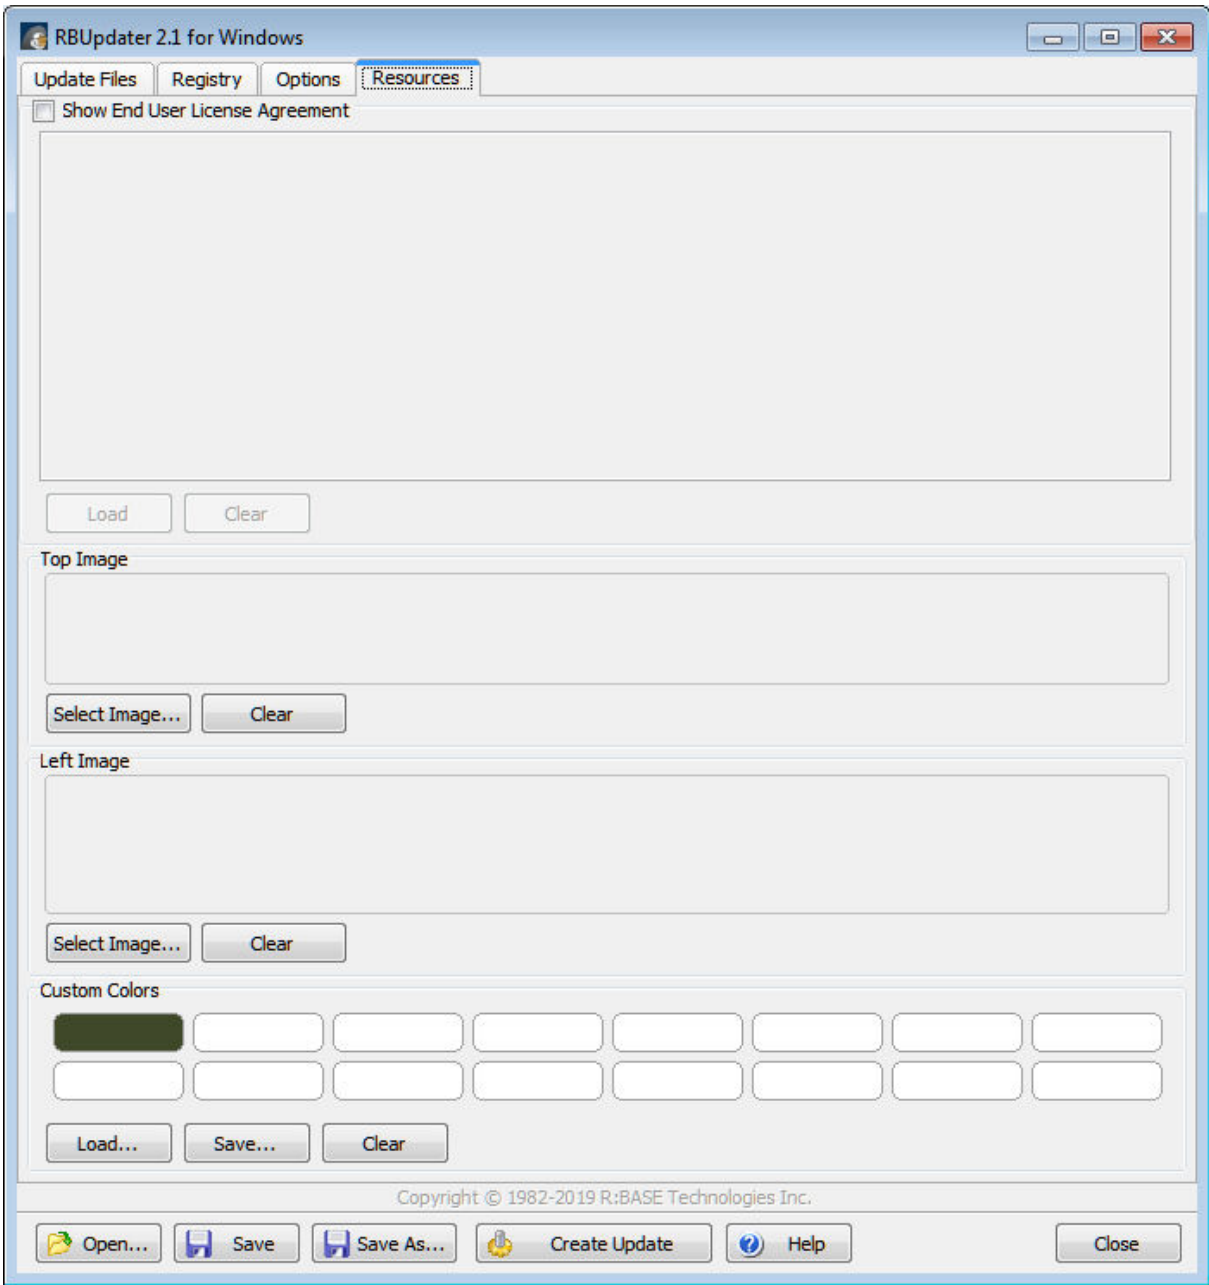 RBUpdater 2.1 for Windows
Update Files Registry Options Resources
Show End User License Agreement
Load Clear
Top Image
Select Image... Clear
Left Image
Select Image... Clear
Custom Colors
Load... Save... Clear
Copyright © 1982-2019 R:BASE Technologies Inc.
Open... Save Save As... Create Update Help Close